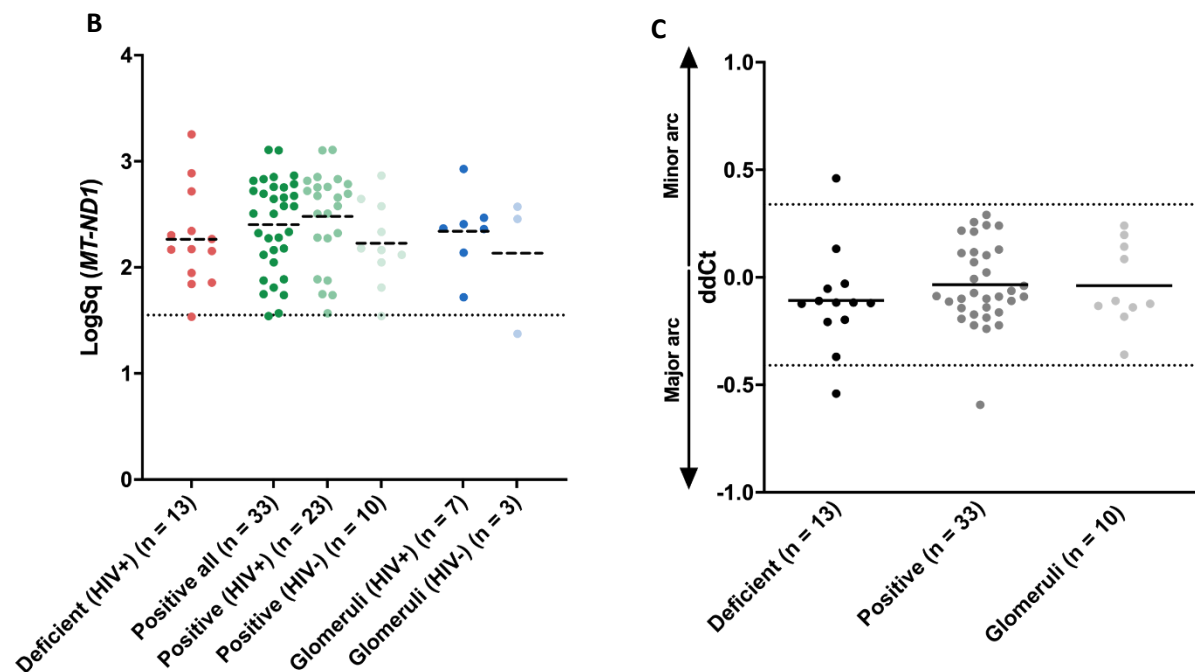 B
4
3
2
1
0
LogSq (MT-ND1)
Deficient (HIV+) (n = 13)
Positive all (n = 33)
Positive (HIV+) (n = 23)
Positive (HIV-) (n = 10)
Glomeruli (HIV+) (n = 7)
Glomeruli (HIV-) (n = 3)
C
Minor arc
Major arc
ddCt
1.0
0.5
0.0
-0.5
-1.0
Deficient (n = 13)
Positive (n = 33)
Glomeruli (n = 10)